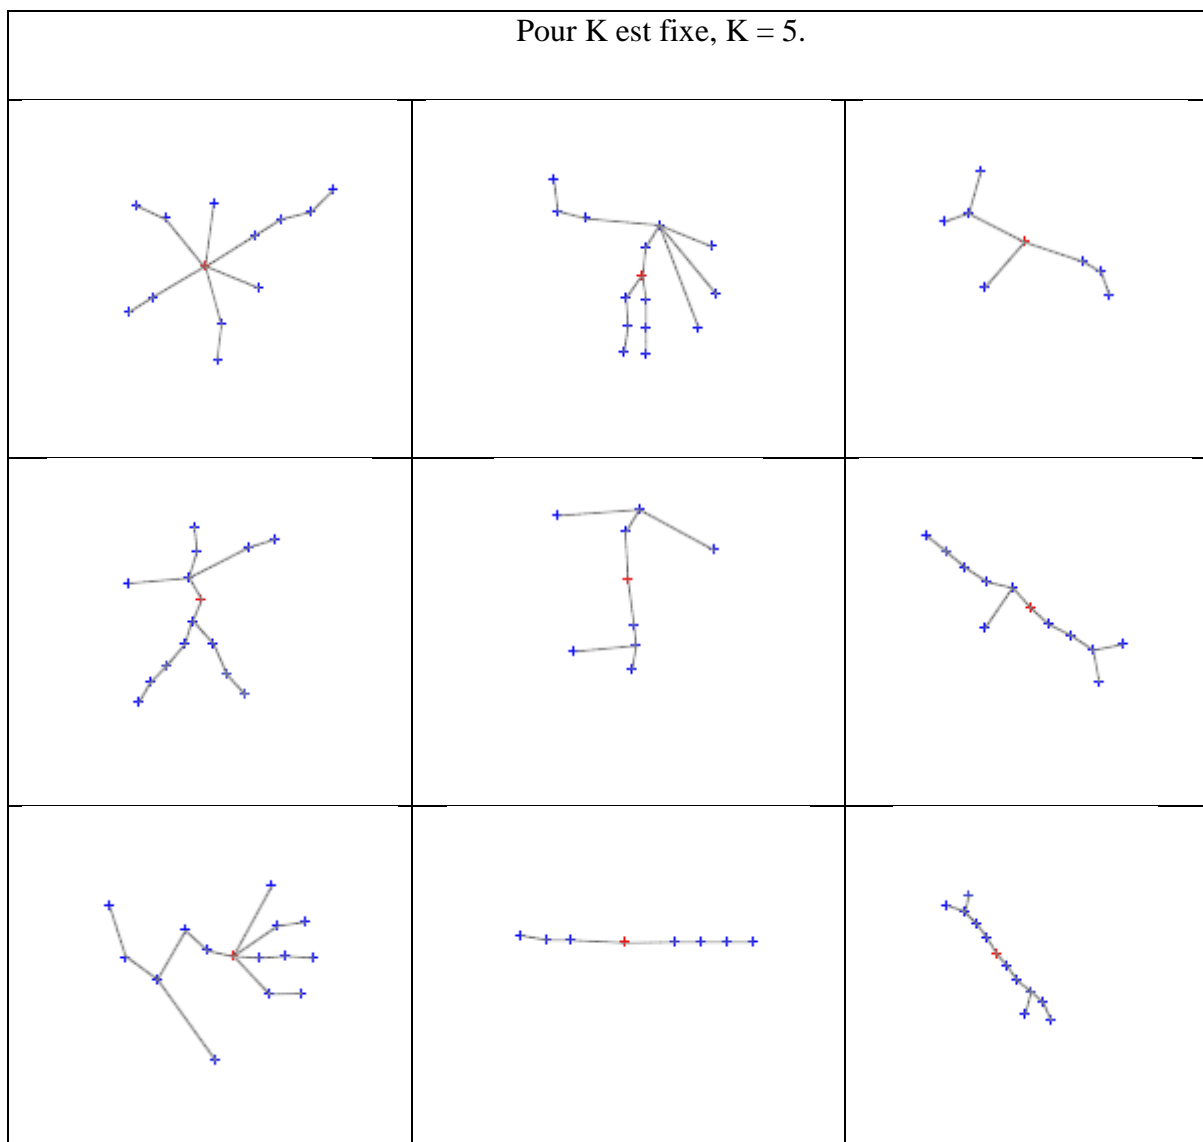 Pour K est fixe, K = 5.